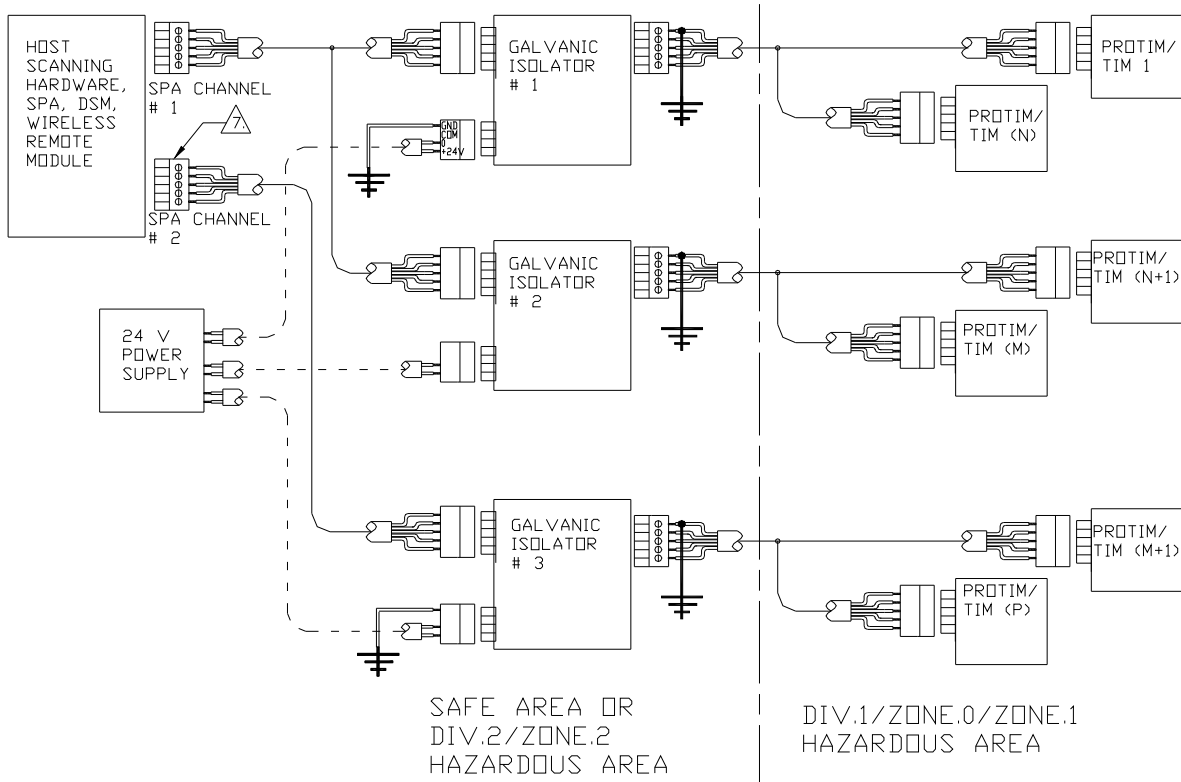 HOST
SCANNING
HARDWARE,
SPA, DSM,
WIRELESS
REMOTE
MODULE
SPA CHANNEL
# 1
7
SPA CHANNEL
# 2
24 V
POWER
SUPPLY
GALVANIC
ISOLATOR
# 1
GND
COM
0
+24V
GALVANIC
ISOLATOR
# 2
GALVANIC
ISOLATOR
# 3
PROTIM/
TIM 1
PROTIM/
TIM (N)
PROTIM/
TIM (N+1)
PROTIM/
TIM (M)
PROTIM/
TIM (M+1)
PROTIM/
TIM (P)
SAFE AREA OR
DIV.2/ZONE.2
HAZARDOUS AREA
DIV.1/ZONE.0/ZONE.1
HAZARDOUS AREA